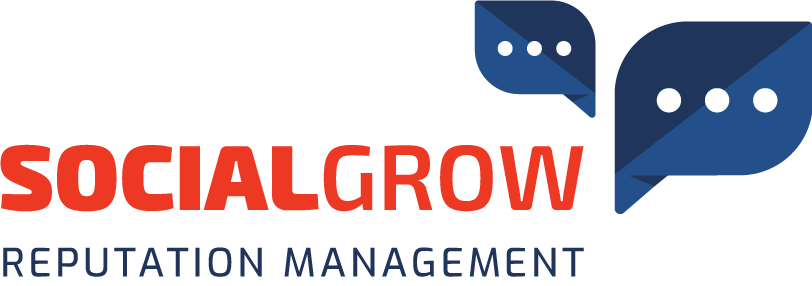 SOCIALGROW
REPUTATION MANAGEMENT